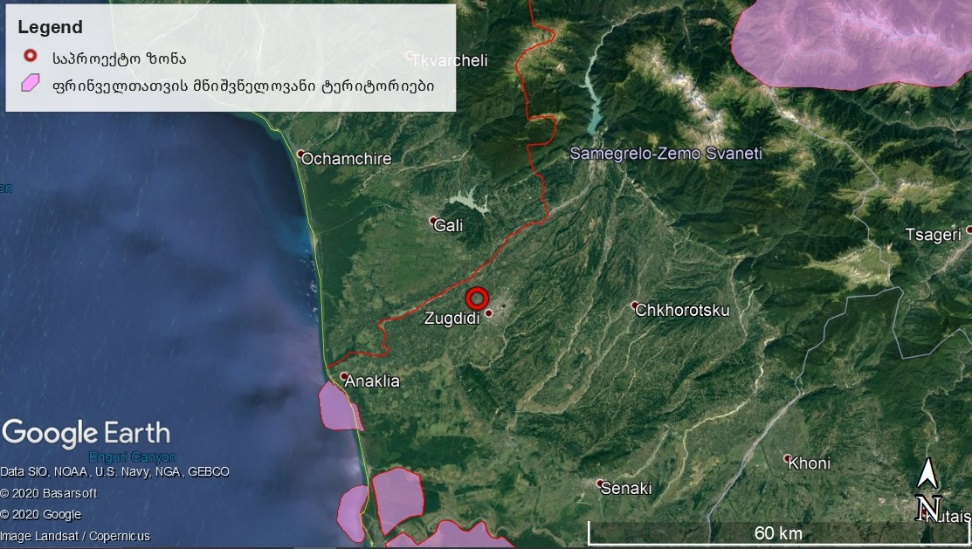 Legend
საპროექტო ზონა
ფრინველთათვის მნიშვნელოვანი ტერიტორიები
Tkvarcheli
Ochamchire
Samegrelo-Zemo Svaneti
Gali
Tsageri
Zugdidi
Chkhorotsku
Anaklia
Google Earth
Enguri Canyon
Khoni
Data SIO, NOAA, U.S. Navy, NGA, GEBCO
© 2020 Basarsoft
© 2020 Google
Image Landsat / Copernicus
Senaki
N
60 km